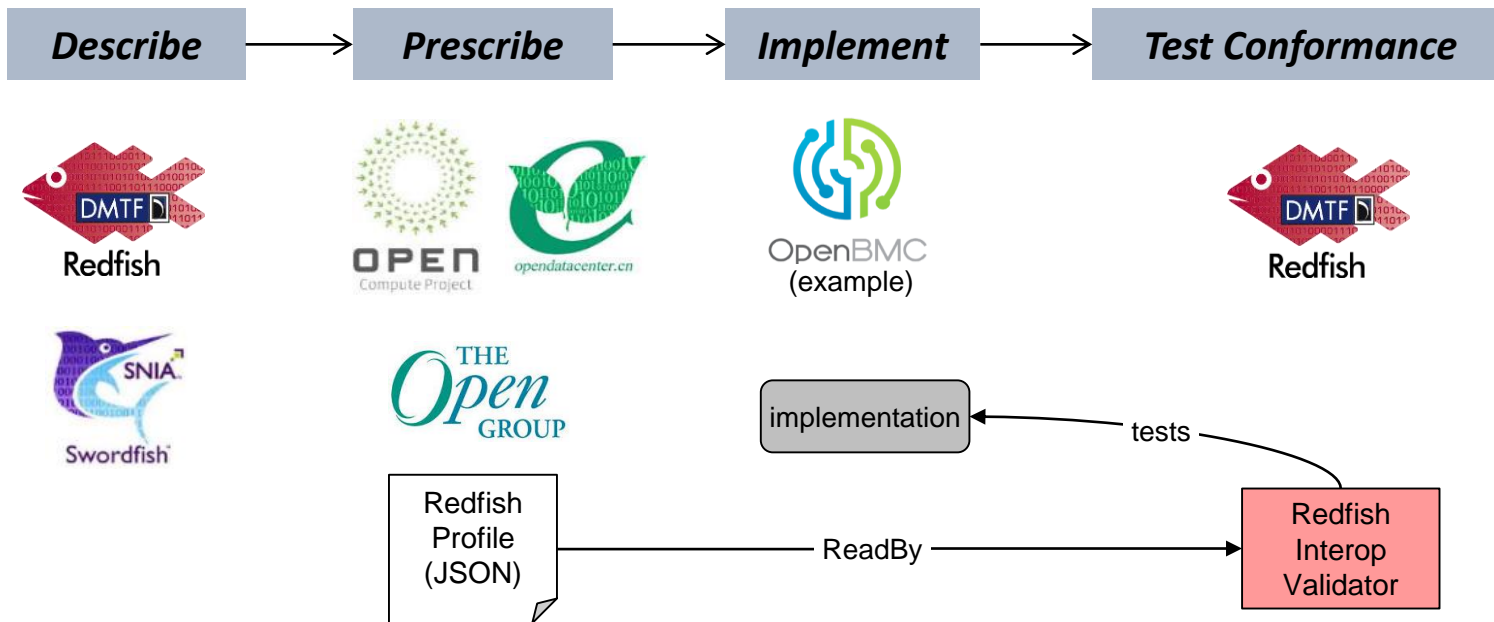 Describe
Prescribe
Implement
Test Conformance
DMTF
Redfish
OPEN
Compute Project
opendatacenter.cn
OpenBMC
(example)
DMTF
Redfish
SNIA
Swordfish
THE
Open
GROUP
implementation
tests
Redfish
Profile
(JSON)
ReadBy
Redfish
Interop
Validator